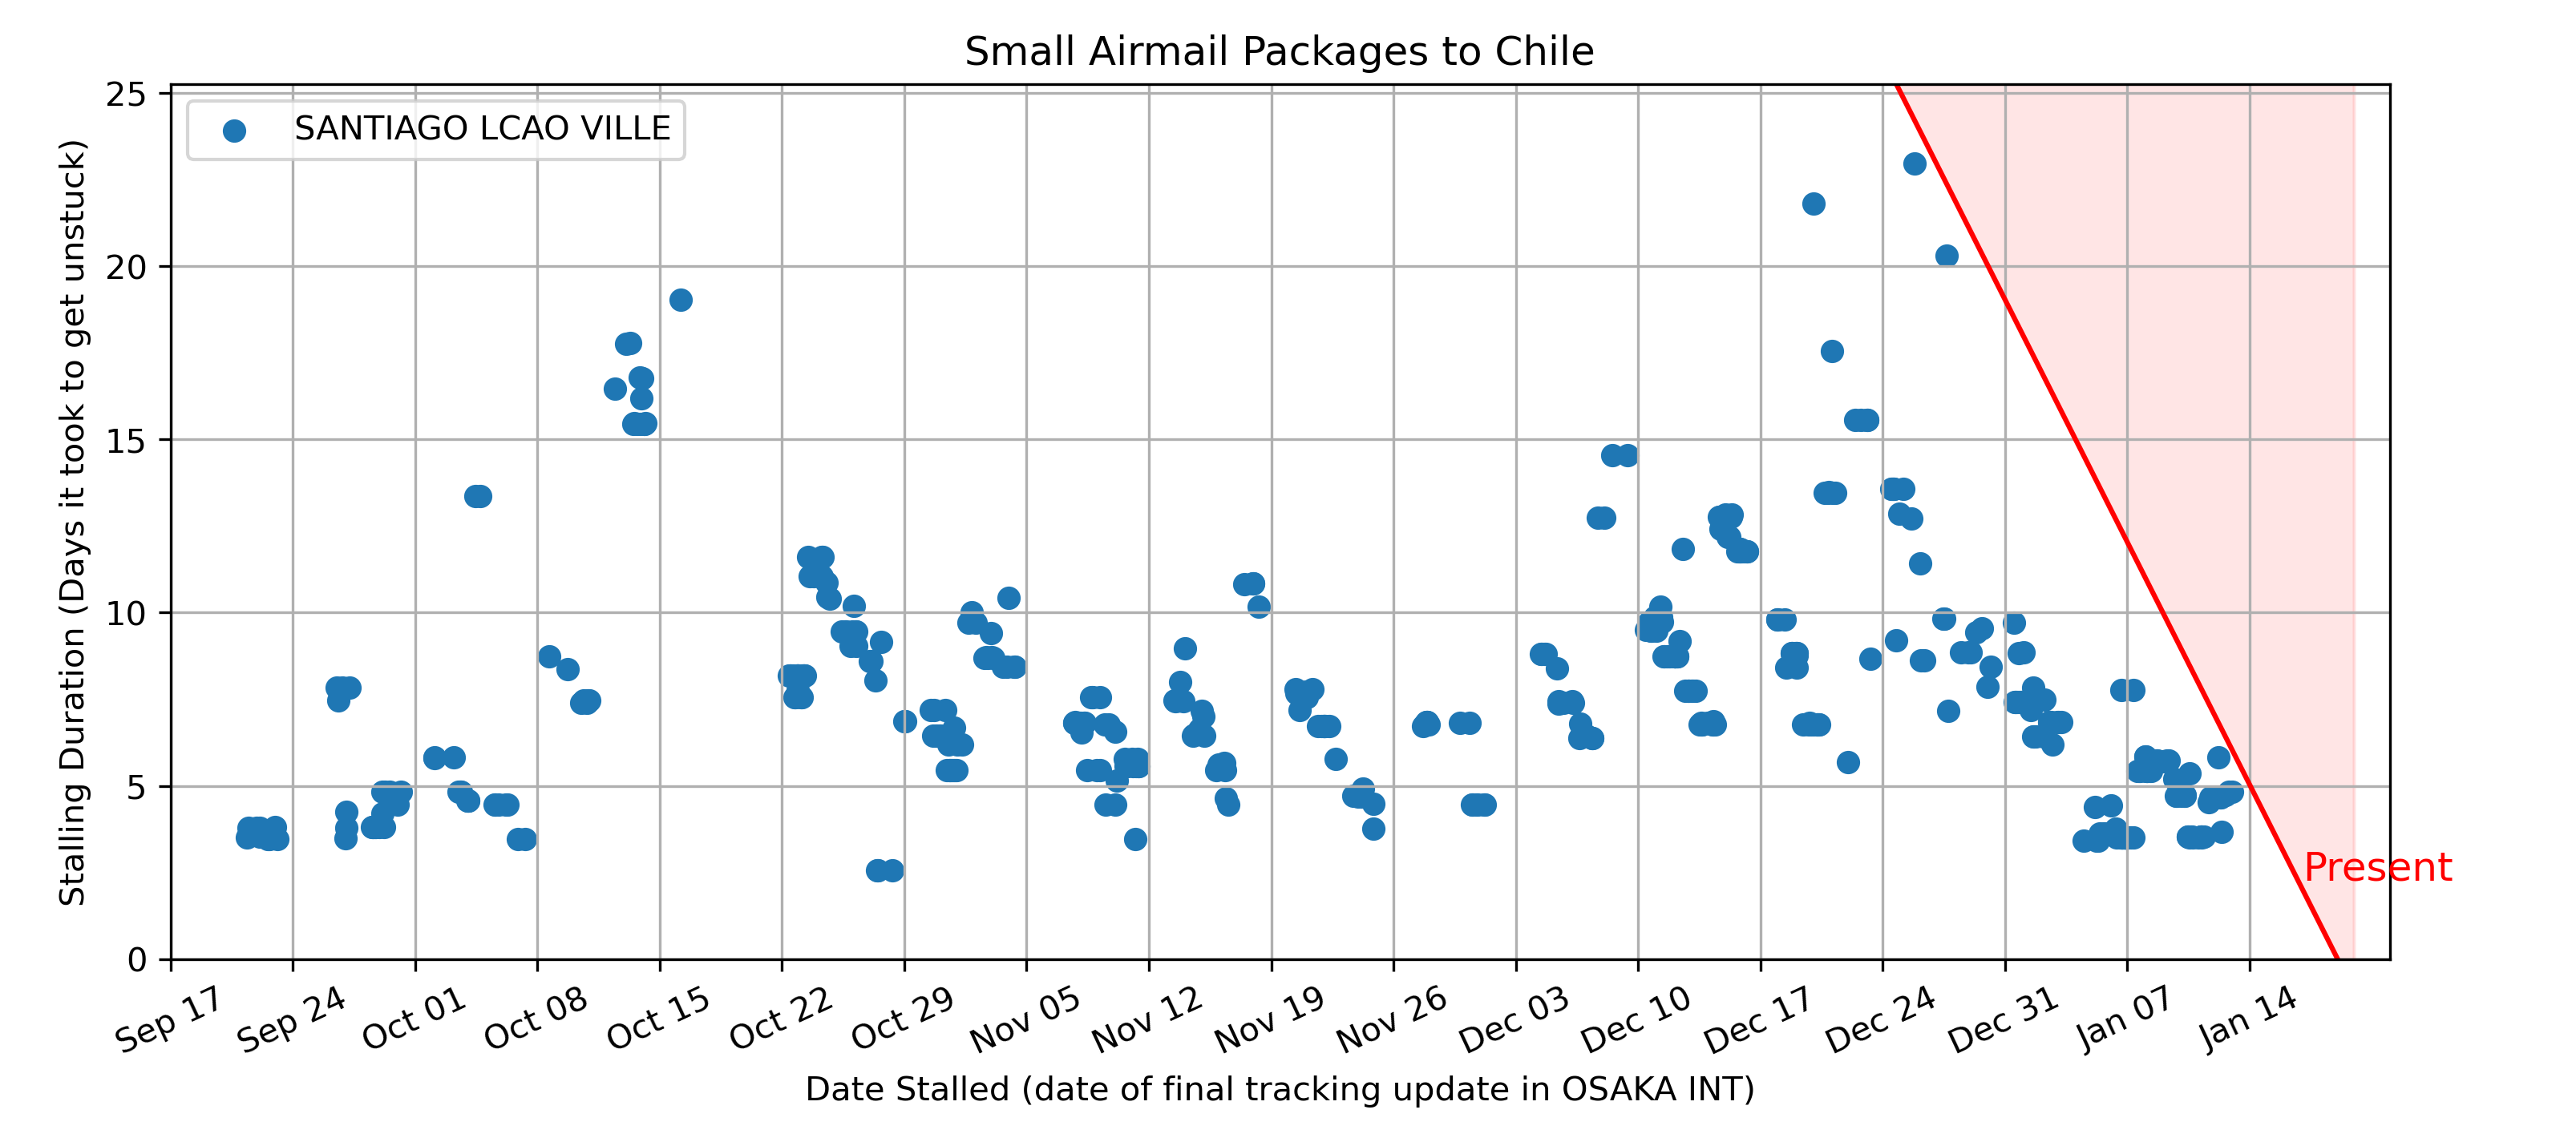 Small Airmail Packages to Chile
SANTIAGO LCAO VILLE
Stalling Duration (Days it took to get unstuck)
25
20
15
10
5
0
Present
Sep 17
Sep 24
Oct 01
Oct 08
Oct 15
Oct 22
Oct 29
Nov 05
Nov 12
Nov 19
Nov 26
Dec 03
Dec 10
Dec 17
Dec 24
Dec 31
Jan 07
Jan 14
Date Stalled (date of final tracking update in OSAKA INT)